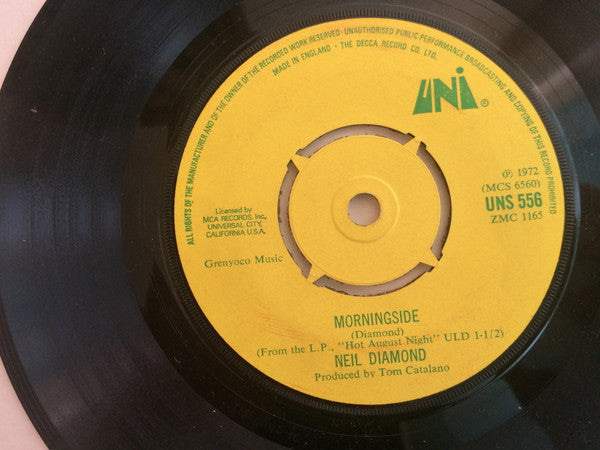 ALL RIGHTS OF THE MANUFACTURER AND OF THE OWNER OF THE RECORDED WORK RESERVED · UNAUTHORISED PUBLIC PERFORMANCE BROADCASTING AND COPYING OF THIS RECORD PROHIBITED
MADE IN ENGLAND · THE DECCA RECORD CO. LTD.
UNi®
℗ 1972
(MCS 6560)
UNS 556
ZMC 1165
Licensed by
MCA RECORDS, Inc,
UNIVERSAL CITY,
CALIFORNIA U.S.A.
Grenyoco Music
MORNINGSIDE
(Diamond)
(From the L.P., "Hot August Night" ULD 1-1/2)
NEIL DIAMOND
Produced by Tom Catalano